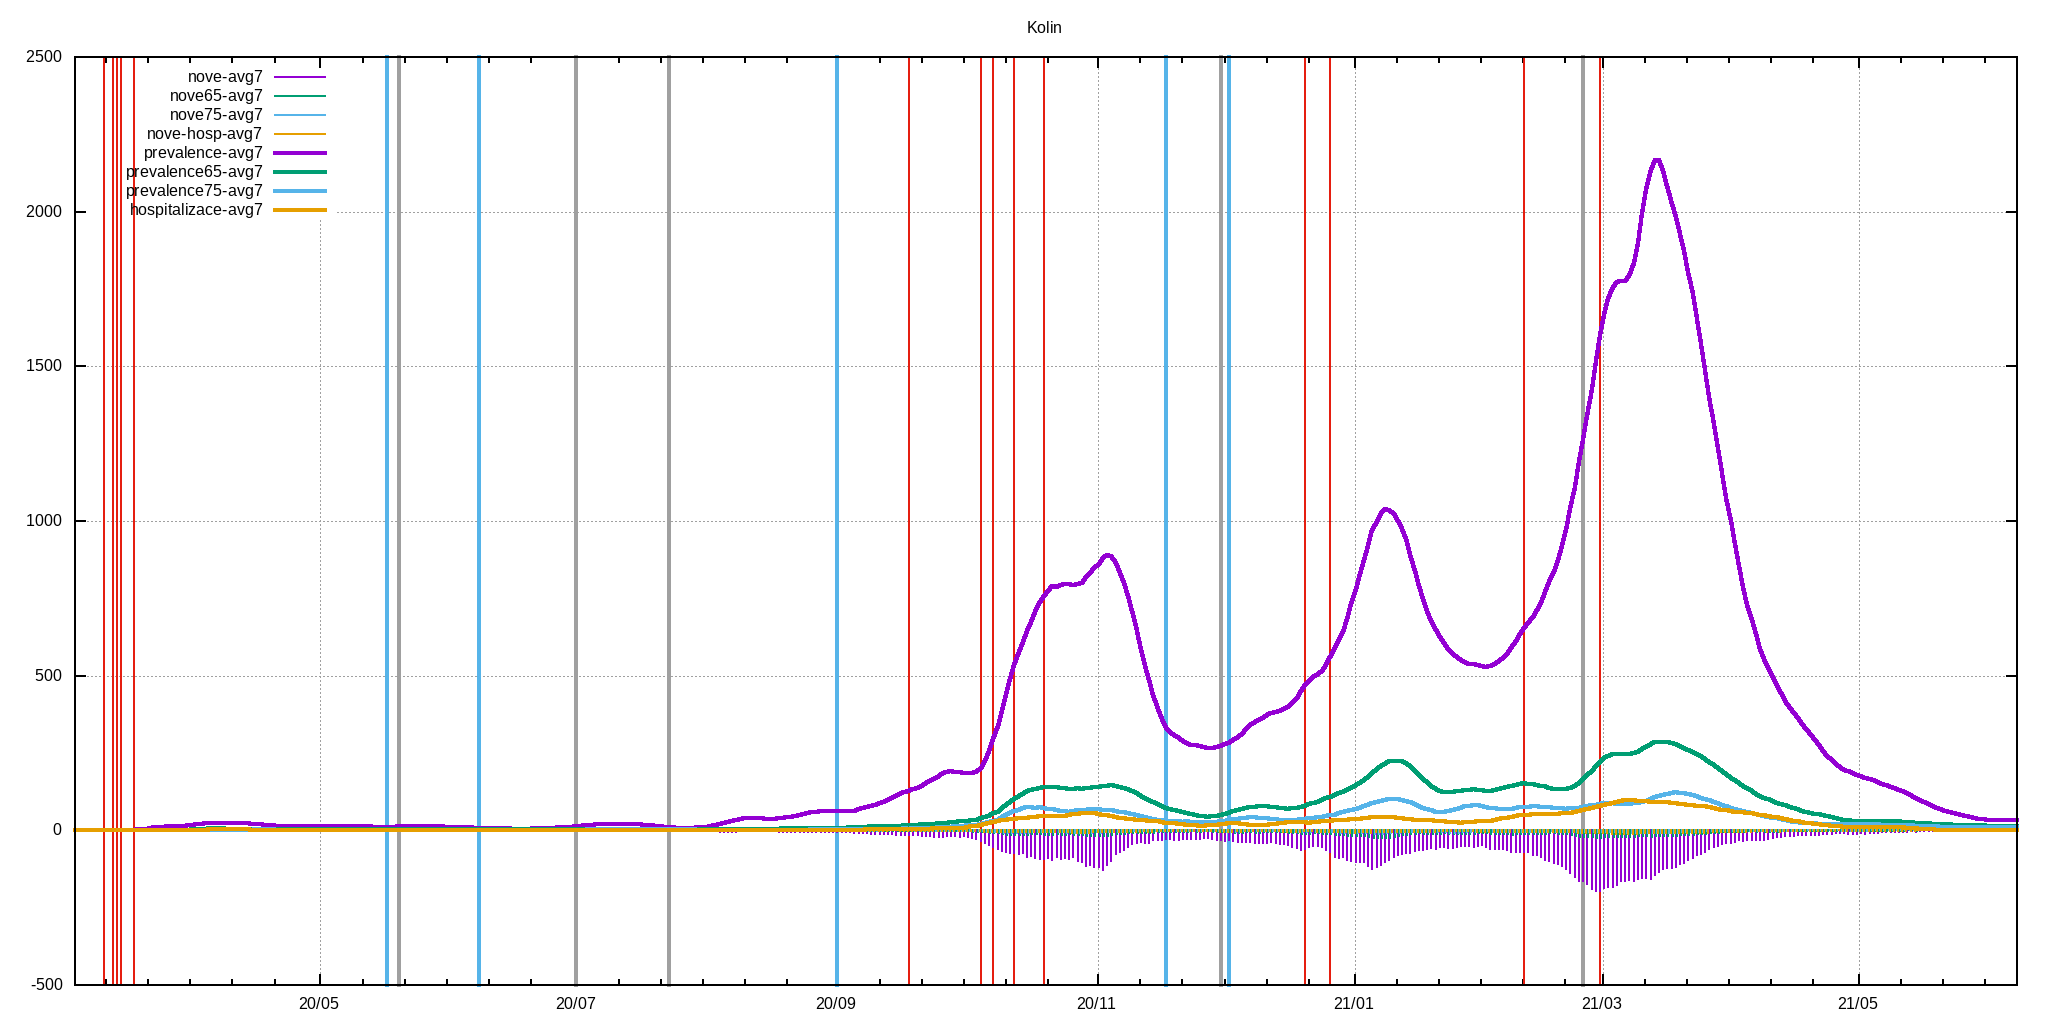 Kolin
2500
2000
1500
1000
500
0
-500
nove-avg7
nove65-avg7
nove75-avg7
nove-hosp-avg7
prevalence-avg7
prevalence65-avg7
prevalence75-avg7
hospitalizace-avg7
20/05
20/07
20/09
20/11
21/01
21/03
21/05